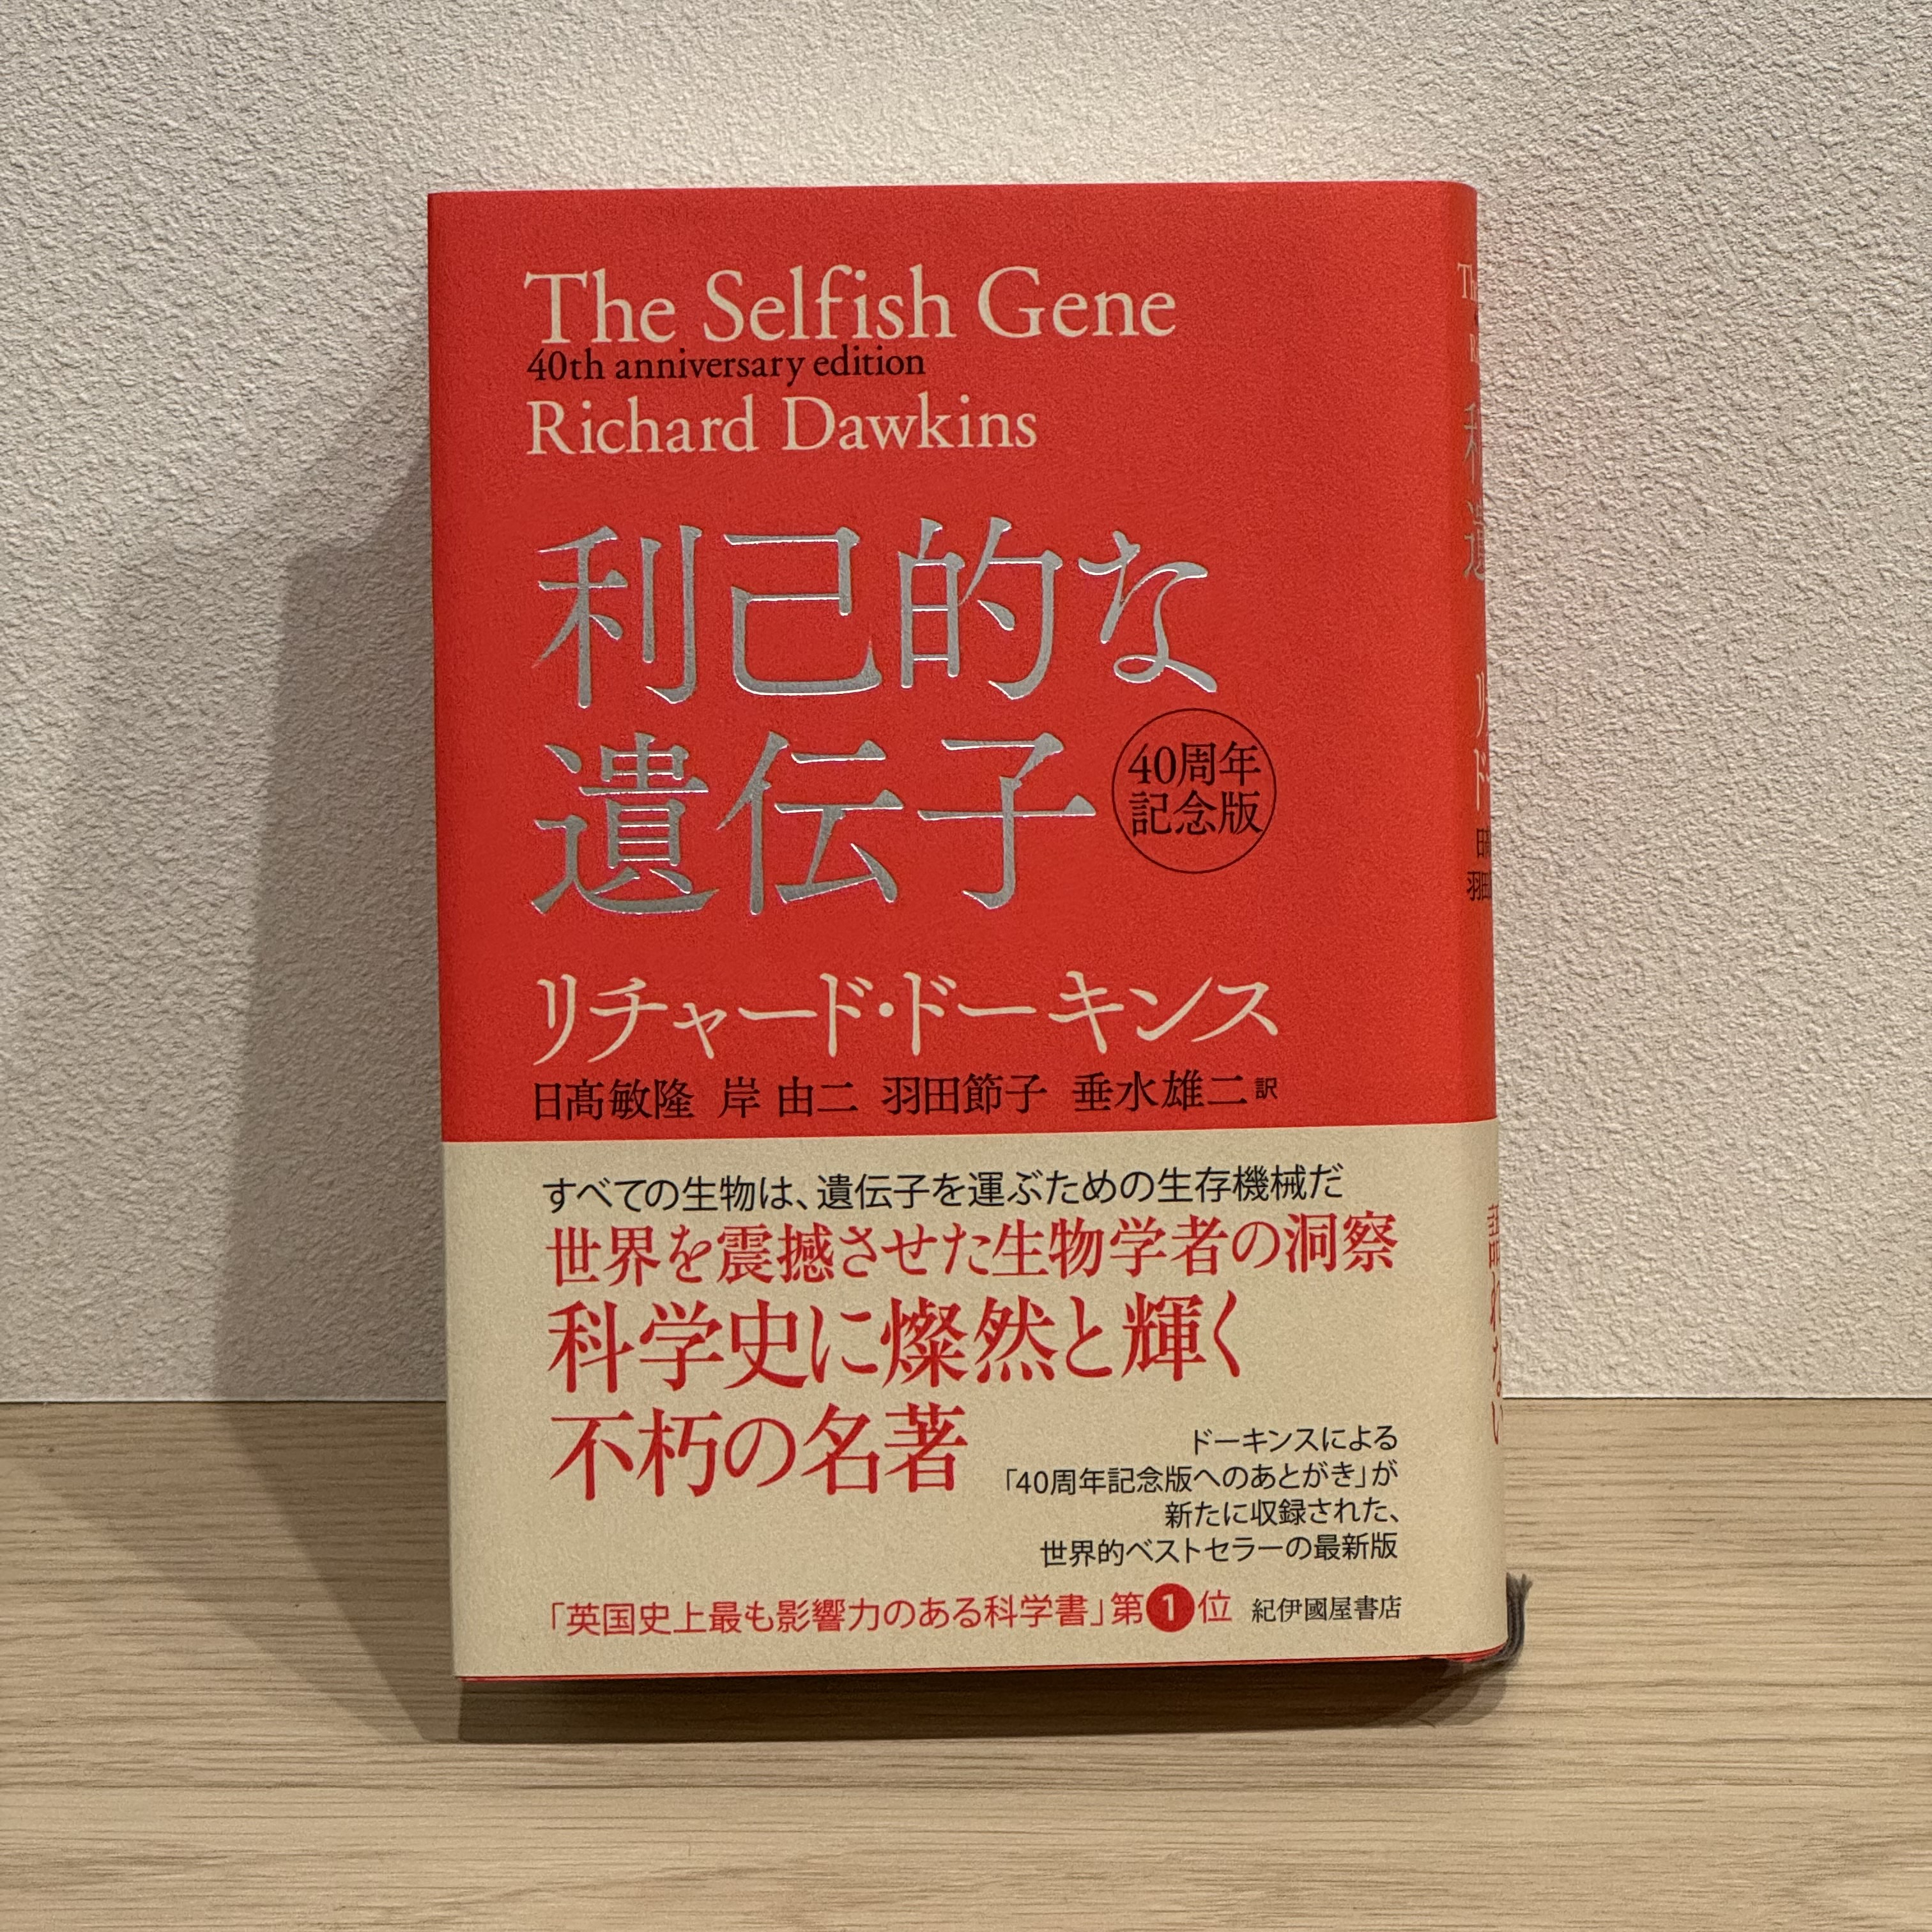 The Selfish Gene
40th anniversary edition
Richard Dawkins
利己的な
遺伝子
40周年
記念版
リチャード・ドーキンス
日髙敏隆 岸 由二 羽田節子 垂水雄二 訳
すべての生物は、遺伝子を運ぶための生存機械だ
世界を震撼させた生物学者の洞察
科学史に燦然と輝く
不朽の名著
ドーキンスによる
「40周年記念版へのあとがき」が
新たに収録された、
世界的ベストセラーの最新版
「英国史上最も影響力のある科学書」第1位 紀伊國屋書店